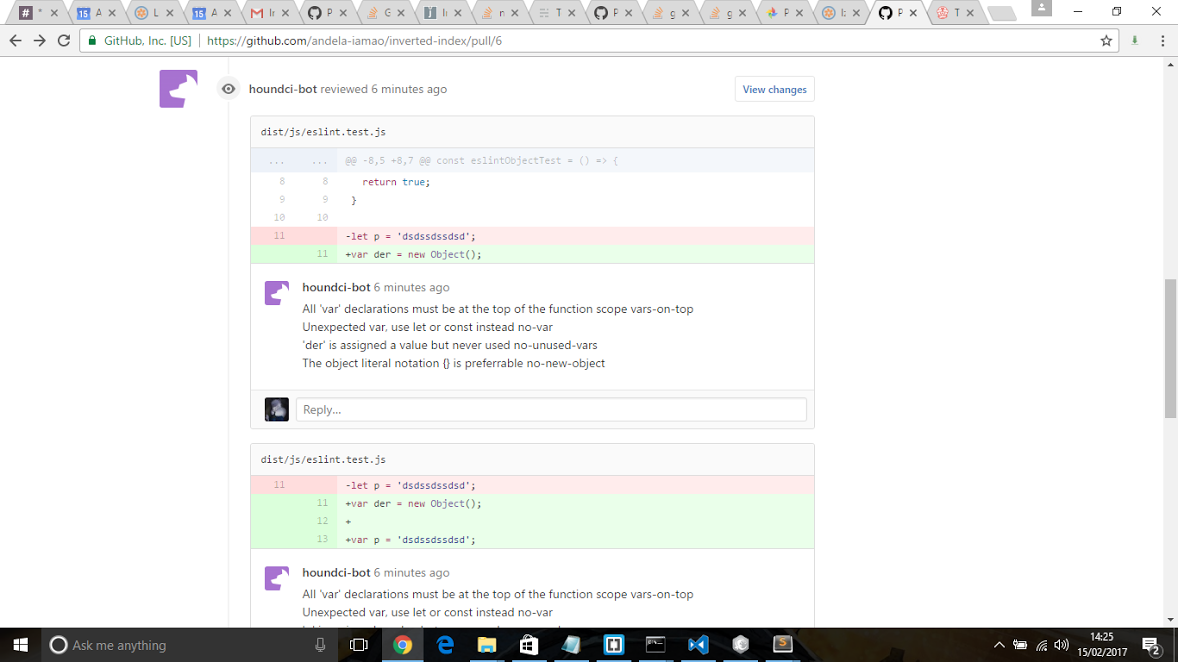 # *
15 A
L
15 A
M Ir
P
G
j Ir
n
T
P
g
g
P
P
T
GitHub, Inc. [US] | https://github.com/andela-iamao/inverted-index/pull/6
houndci-bot reviewed 6 minutes ago
View changes
dist/js/eslint.test.js
... ... @@ -8,5 +8,7 @@ const eslintObjectTest = () => {
8 8 return true;
9 9 }
10 10
11 -let p = 'dsdssdssdsd';
11 +var der = new Object();
houndci-bot 6 minutes ago
All 'var' declarations must be at the top of the function scope vars-on-top
Unexpected var, use let or const instead no-var
'der' is assigned a value but never used no-unused-vars
The object literal notation {} is preferrable no-new-object
Reply...
dist/js/eslint.test.js
11 -let p = 'dsdssdssdsd';
11 +var der = new Object();
12 +
13 +var p = 'dsdssdssdsd';
houndci-bot 6 minutes ago
All 'var' declarations must be at the top of the function scope vars-on-top
Unexpected var, use let or const instead no-var
Ask me anything
14:25
15/02/2017
2